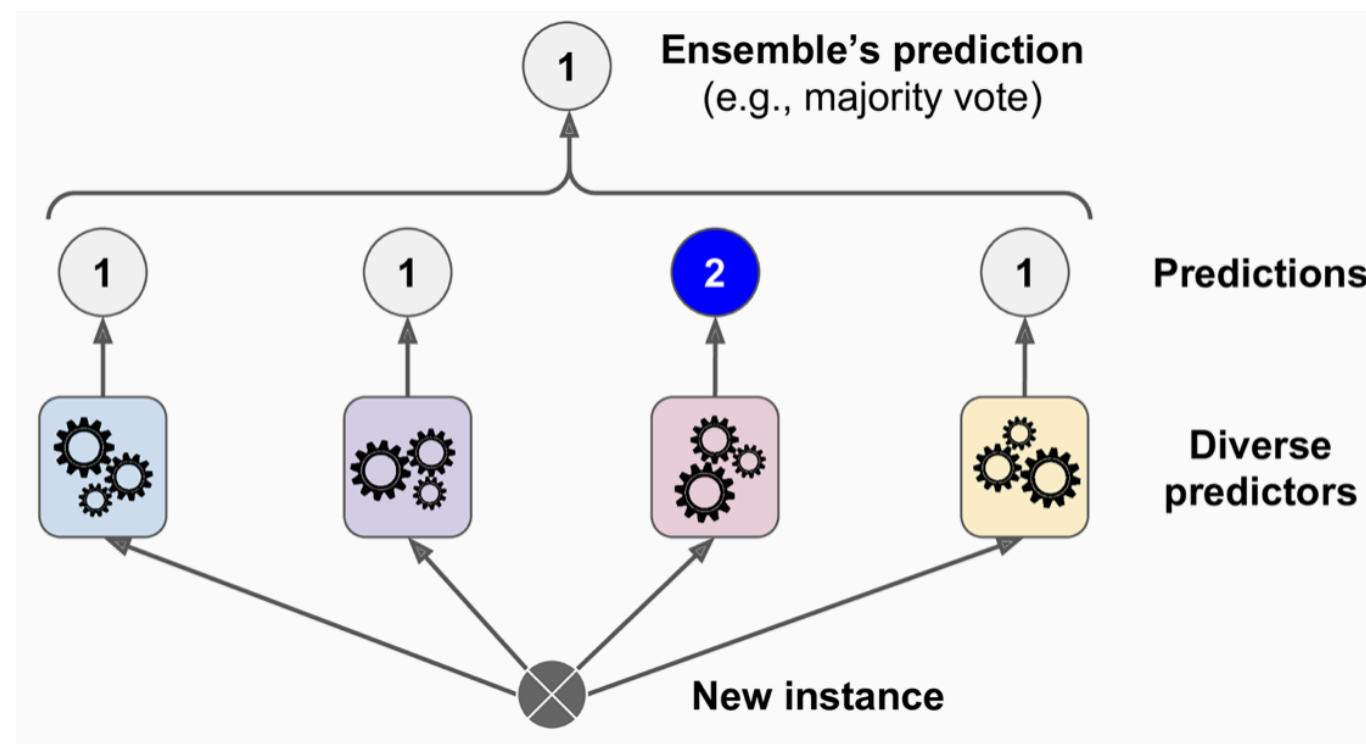 1
Ensemble’s prediction
(e.g., majority vote)
1
1
2
1
Predictions
Diverse
predictors
New instance